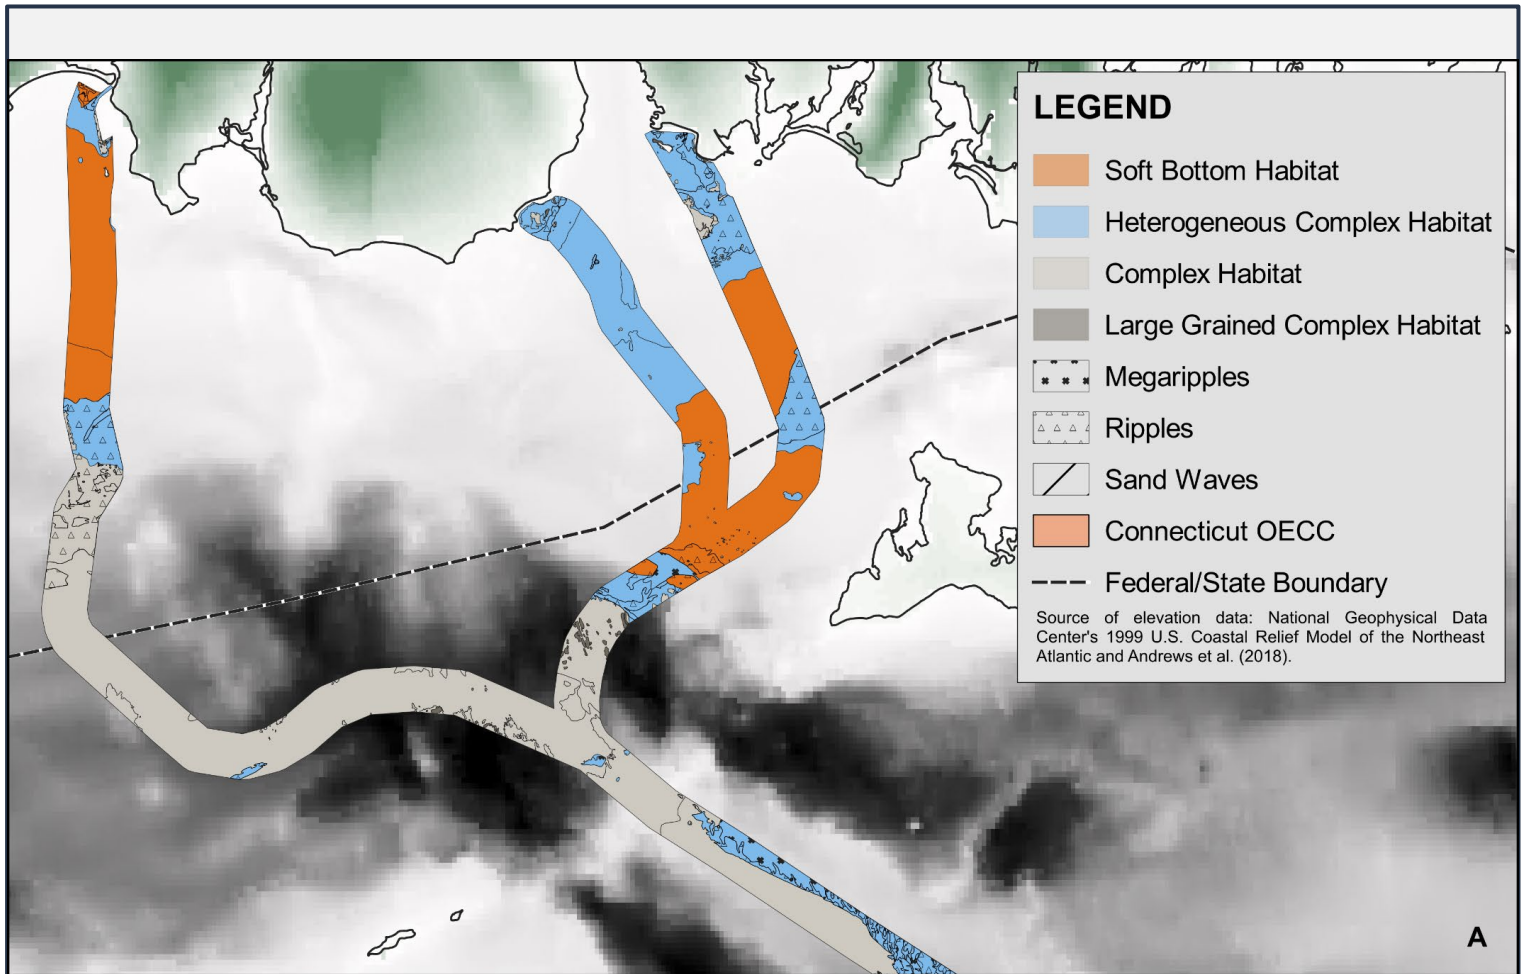 LEGEND
Soft Bottom Habitat
Heterogeneous Complex Habitat
Complex Habitat
Large Grained Complex Habitat
Megaripples
Ripples
Sand Waves
Connecticut OECC
Federal/State Boundary
Source of elevation data: National Geophysical Data
Center's 1999 U.S. Coastal Relief Model of the Northeast
Atlantic and Andrews et al. (2018).
A